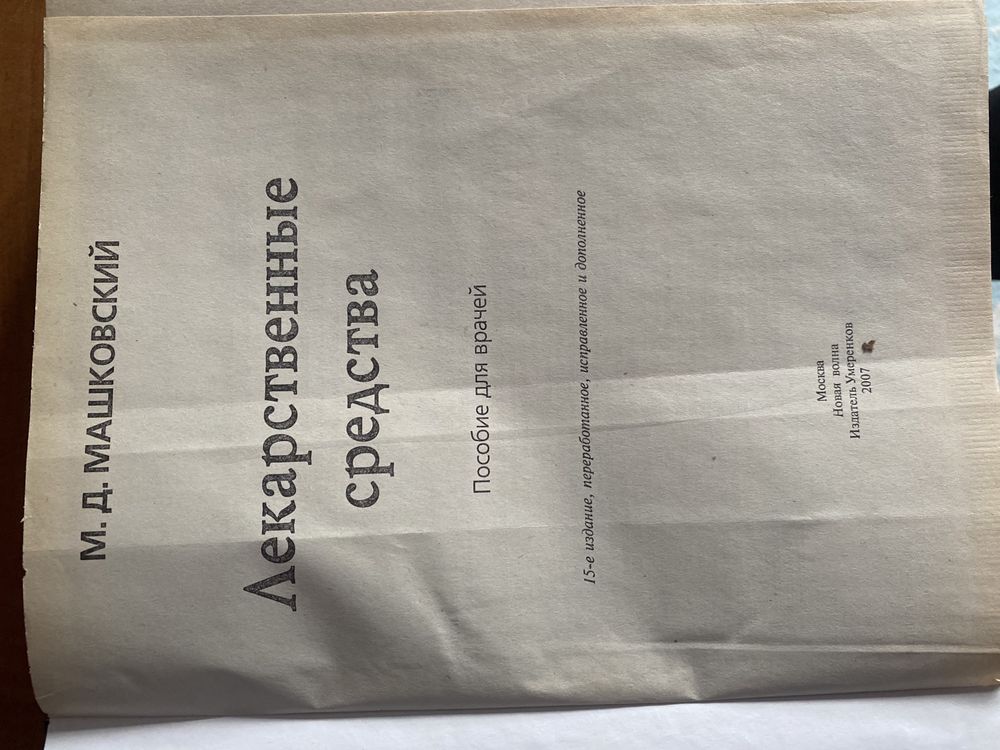 М. Д. МАШКОВСКИЙ
Лекарственные
средства
Пособие для врачей
15-е издание, переработанное, исправленное и дополненное
Москва
Новая волна
Издатель Умеренков
2007